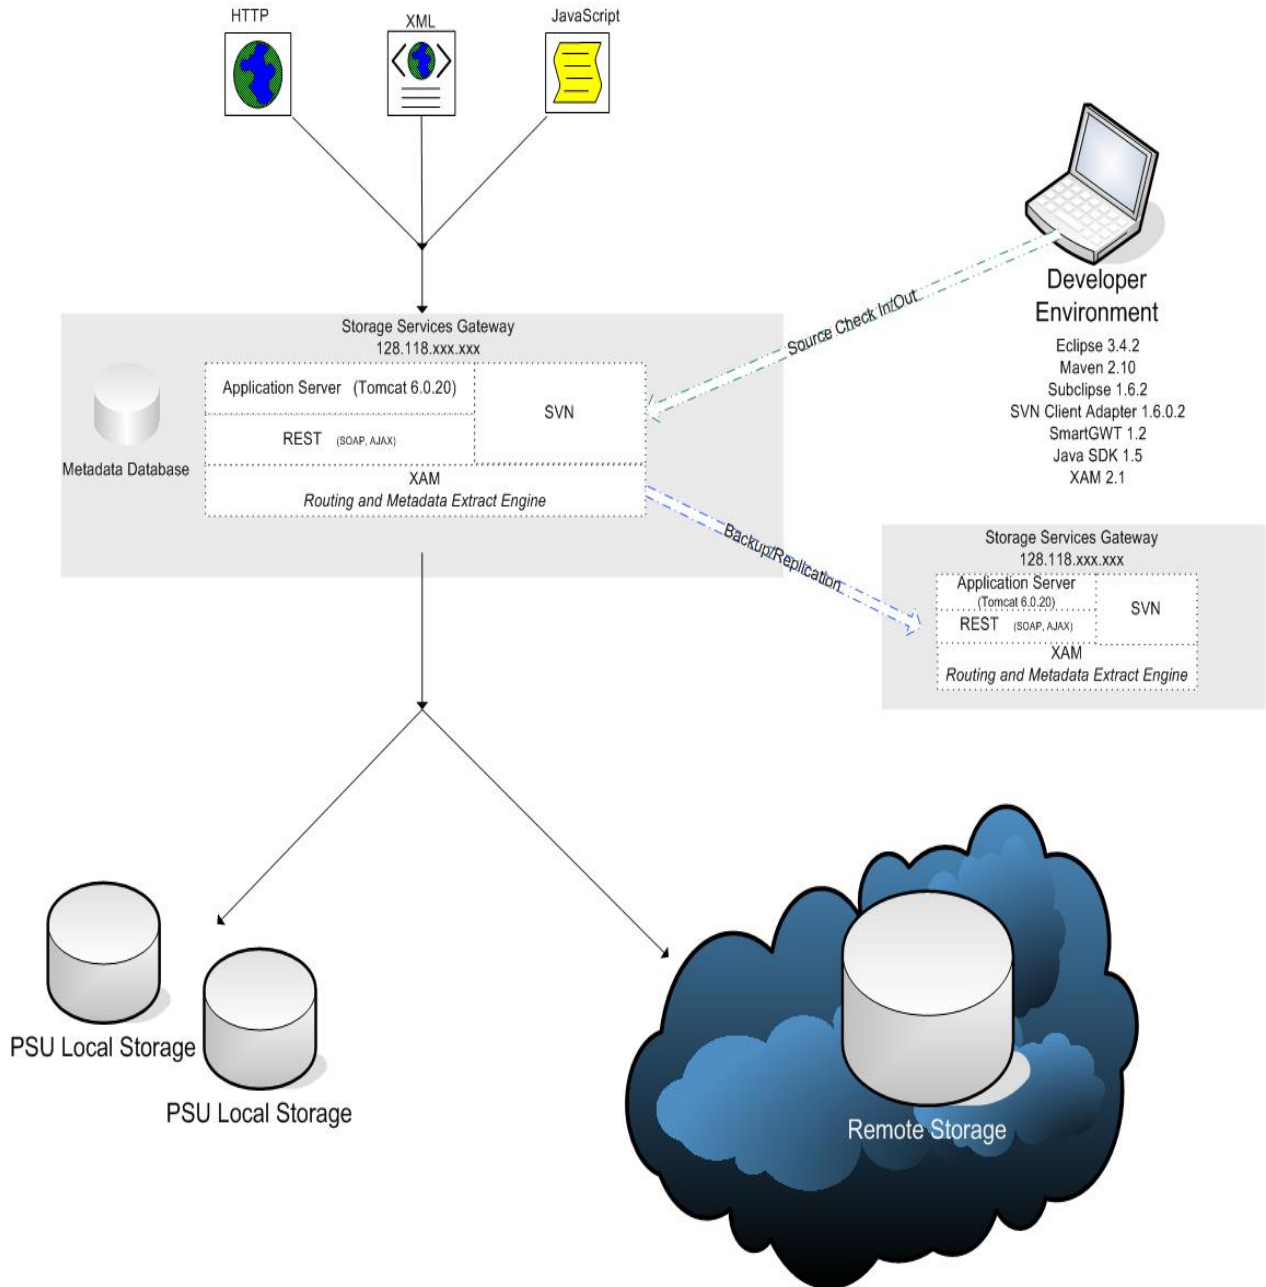 HTTP
XML
JavaScript
Developer
Environment
Eclipse 3.4.2
Maven 2.10
Subclipse 1.6.2
SVN Client Adapter 1.6.0.2
SmartGWT 1.2
Java SDK 1.5
XAM 2.1
Source Check In/Out
Storage Services Gateway
128.118.xxx.xxx
Application Server (Tomcat 6.0.20)
SVN
REST (SOAP, AJAX)
XAM
Routing and Metadata Extract Engine
Metadata Database
Backup/Replication
Storage Services Gateway
128.118.xxx.xxx
Application Server
(Tomcat 6.0.20)
SVN
REST (SOAP, AJAX)
XAM
Routing and Metadata Extract Engine
PSU Local Storage
PSU Local Storage
Remote Storage